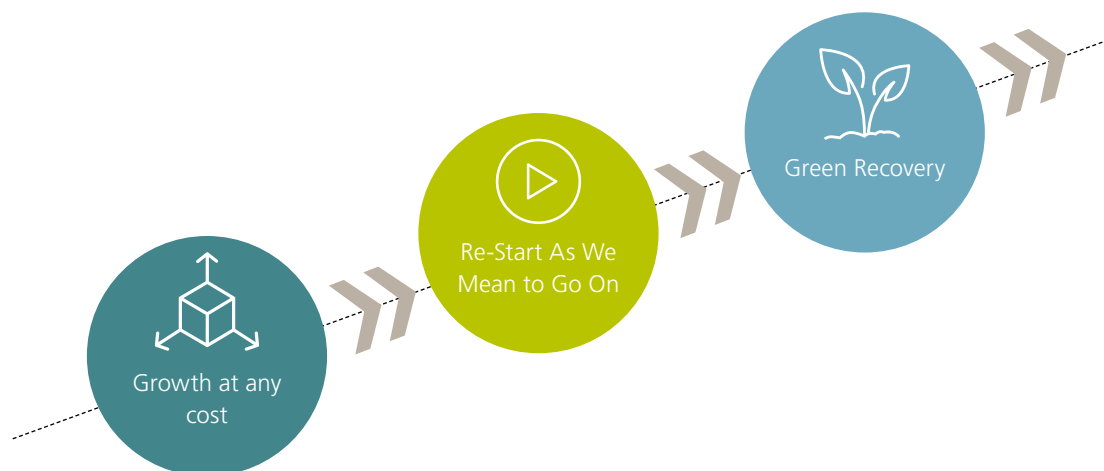 Growth at any
cost
Re-Start As We
Mean to Go On
Green Recovery